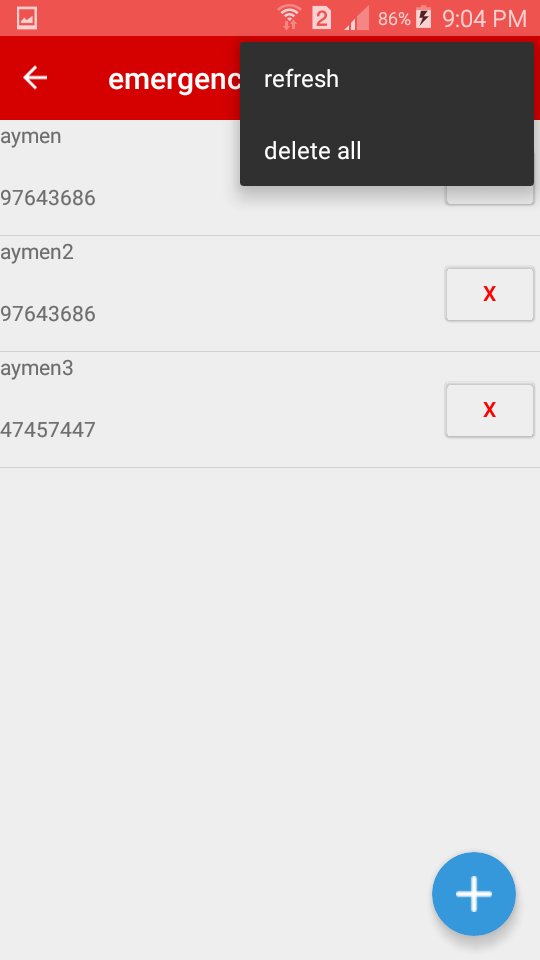 2 86% 9:04 PM
emergenc
refresh
delete all
aymen
97643686
aymen2
97643686
X
aymen3
47457447
X